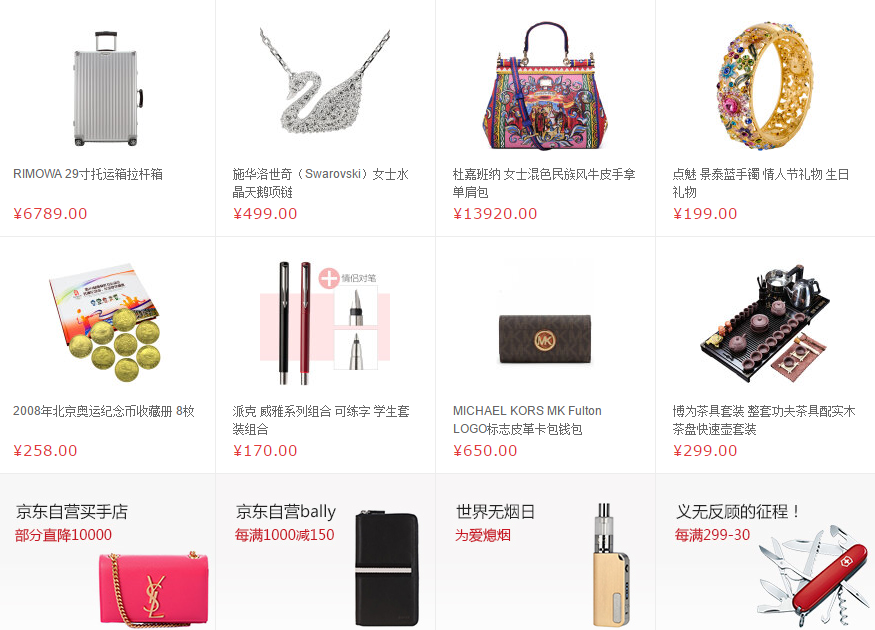 RIMOWA 29寸托运箱拉杆箱
¥6789.00
施华洛世奇（Swarovski）女士水
晶天鹅项链
¥499.00
杜嘉班纳 女士混色民族风牛皮手拿
单肩包
¥13920.00
点魅 景泰蓝手镯 情人节礼物 生日
礼物
¥199.00
2008年北京奥运纪念币收藏册 8枚
¥258.00
情侣对笔
派克 威雅系列组合 可练字 学生套
装组合
¥170.00
MK
MICHAEL KORS MK Fulton
LOGO标志皮革卡包钱包
¥650.00
博为茶具套装 整套功夫茶具配实木
茶盘快速壶套装
¥299.00
京东自营买手店
部分直降10000
YSL
京东自营bally
每满1000减150
世界无烟日
为爱熄烟
义无反顾的征程！
每满299-30